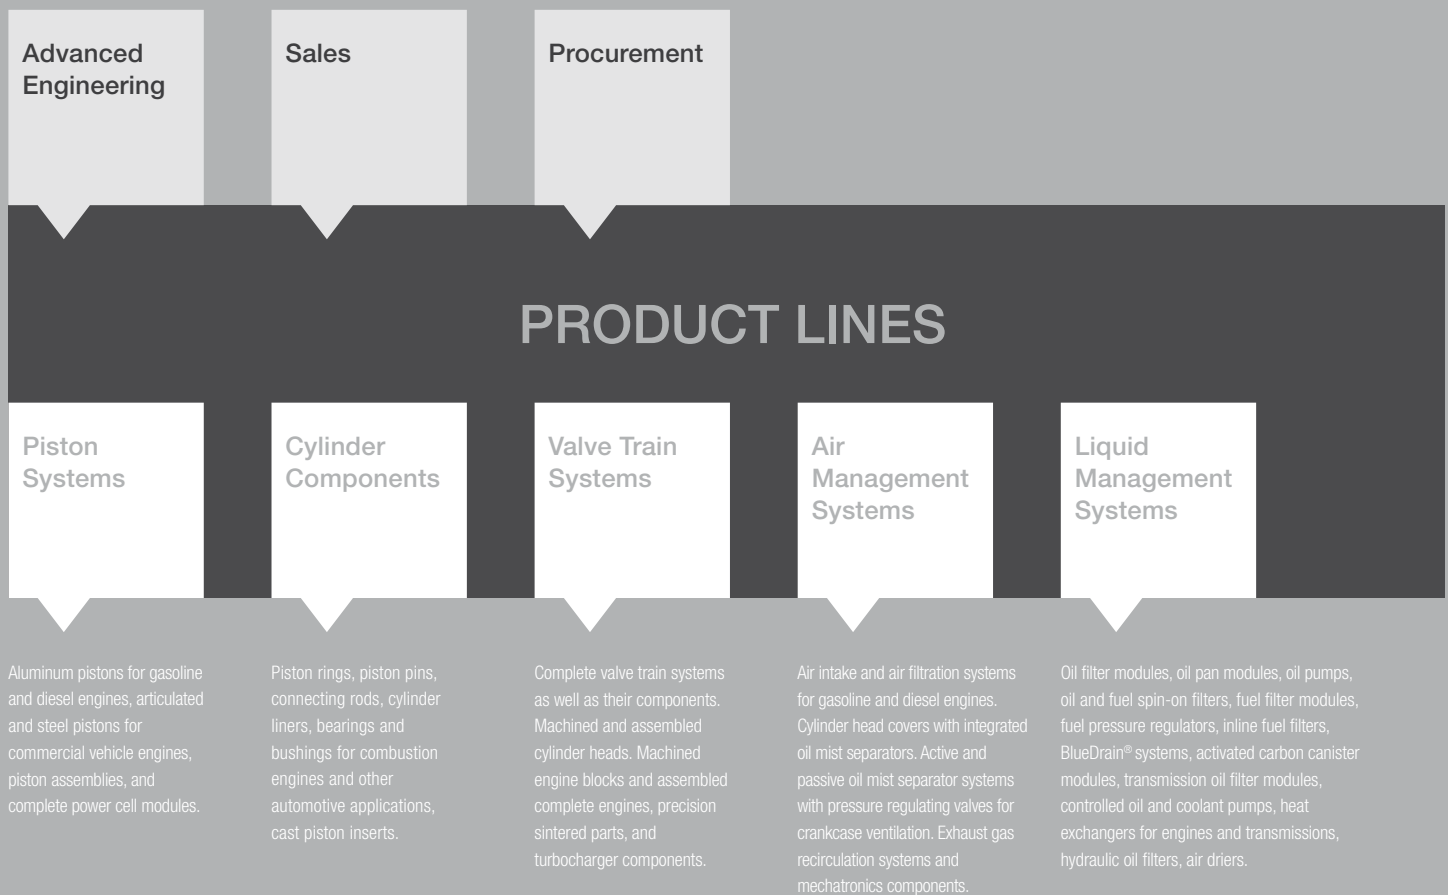 Advanced
Engineering
Sales
Procurement
PRODUCT LINES
Piston
Systems
Cylinder
Components
Valve Train
Systems
Air
Management
Systems
Liquid
Management
Systems
Aluminum pistons for gasoline
and diesel engines, articulated
and steel pistons for
commercial vehicle engines,
piston assemblies, and
complete power cell modules.
Piston rings, piston pins,
connecting rods, cylinder
liners, bearings and
bushings for combustion
engines and other
automotive applications,
cast piston inserts.
Complete valve train systems
as well as their components.
Machined and assembled
cylinder heads. Machined
engine blocks and assembled
complete engines, precision
sintered parts, and
turbocharger components.
Air intake and air filtration systems
for gasoline and diesel engines.
Cylinder head covers with integrated
oil mist separators. Active and
passive oil mist separator systems
with pressure regulating valves for
crankcase ventilation. Exhaust gas
recirculation systems and
mechatronics components.
Oil filter modules, oil pan modules, oil pumps,
oil and fuel spin-on filters, fuel filter modules,
fuel pressure regulators, inline fuel filters,
BlueDrain® systems, activated carbon canister
modules, transmission oil filter modules,
controlled oil and coolant pumps, heat
exchangers for engines and transmissions,
hydraulic oil filters, air driers.